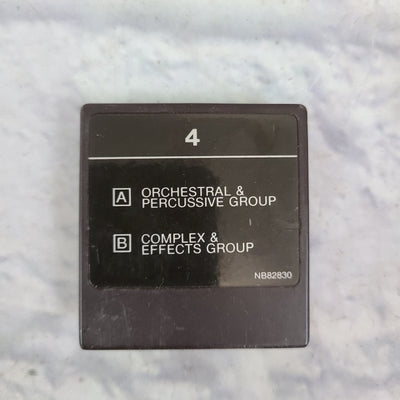 4
A ORCHESTRAL &
PERCUSSIVE GROUP
B COMPLEX &
EFFECTS GROUP
NB82830